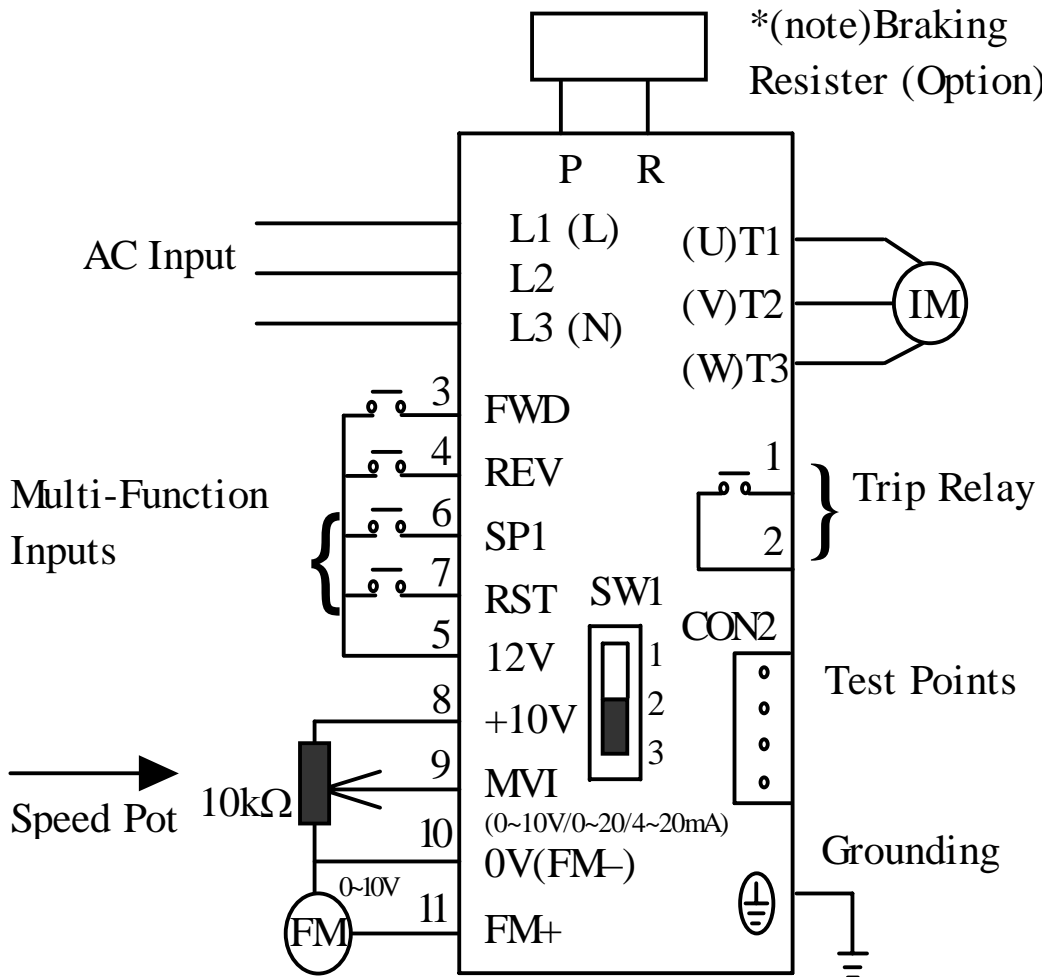 *(note)Braking
Resister (Option)
P R
AC Input
L1 (L)
L2
L3 (N)
(U)T1
(V)T2
(W)T3
IM
Multi-Function
Inputs
3 FWD
4 REV
6 SP1
7 RST
5 12V
8 +10V
9 MVI
(0~10V/0~20/4~20mA)
10 0V(FM–)
11 FM+
Speed Pot
10kΩ
0~10V
FM
SW1
1
2
3
1
2
Trip Relay
CON2
Test Points
Grounding